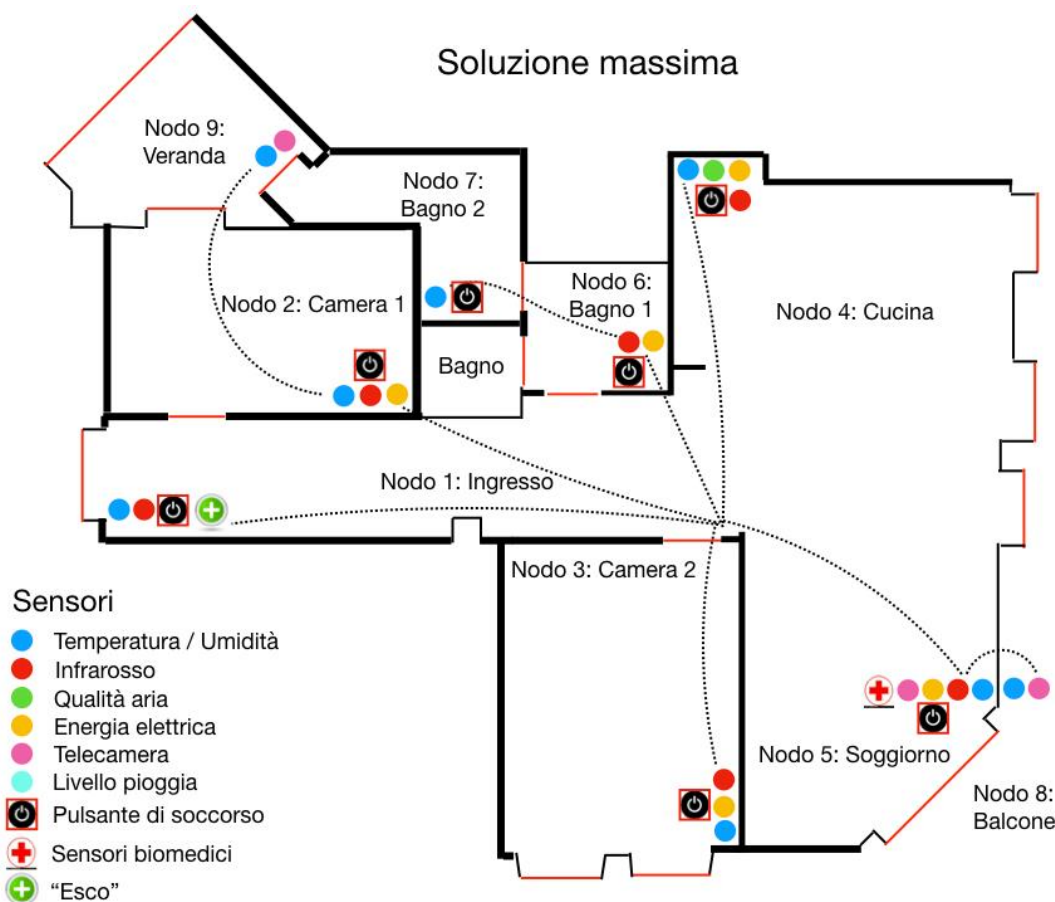 Soluzione massima
Nodo 9:
Veranda
Nodo 7:
Bagno 2
Nodo 2: Camera 1
Nodo 6:
Bagno 1
Nodo 4: Cucina
Bagno
Nodo 1: Ingresso
Nodo 3: Camera 2
Nodo 5: Soggiorno
Nodo 8:
Balcone
Sensori
Temperatura / Umidità
Infrarosso
Qualità aria
Energia elettrica
Telecamera
Livello pioggia
Pulsante di soccorso
Sensori biomedici
“Esco”